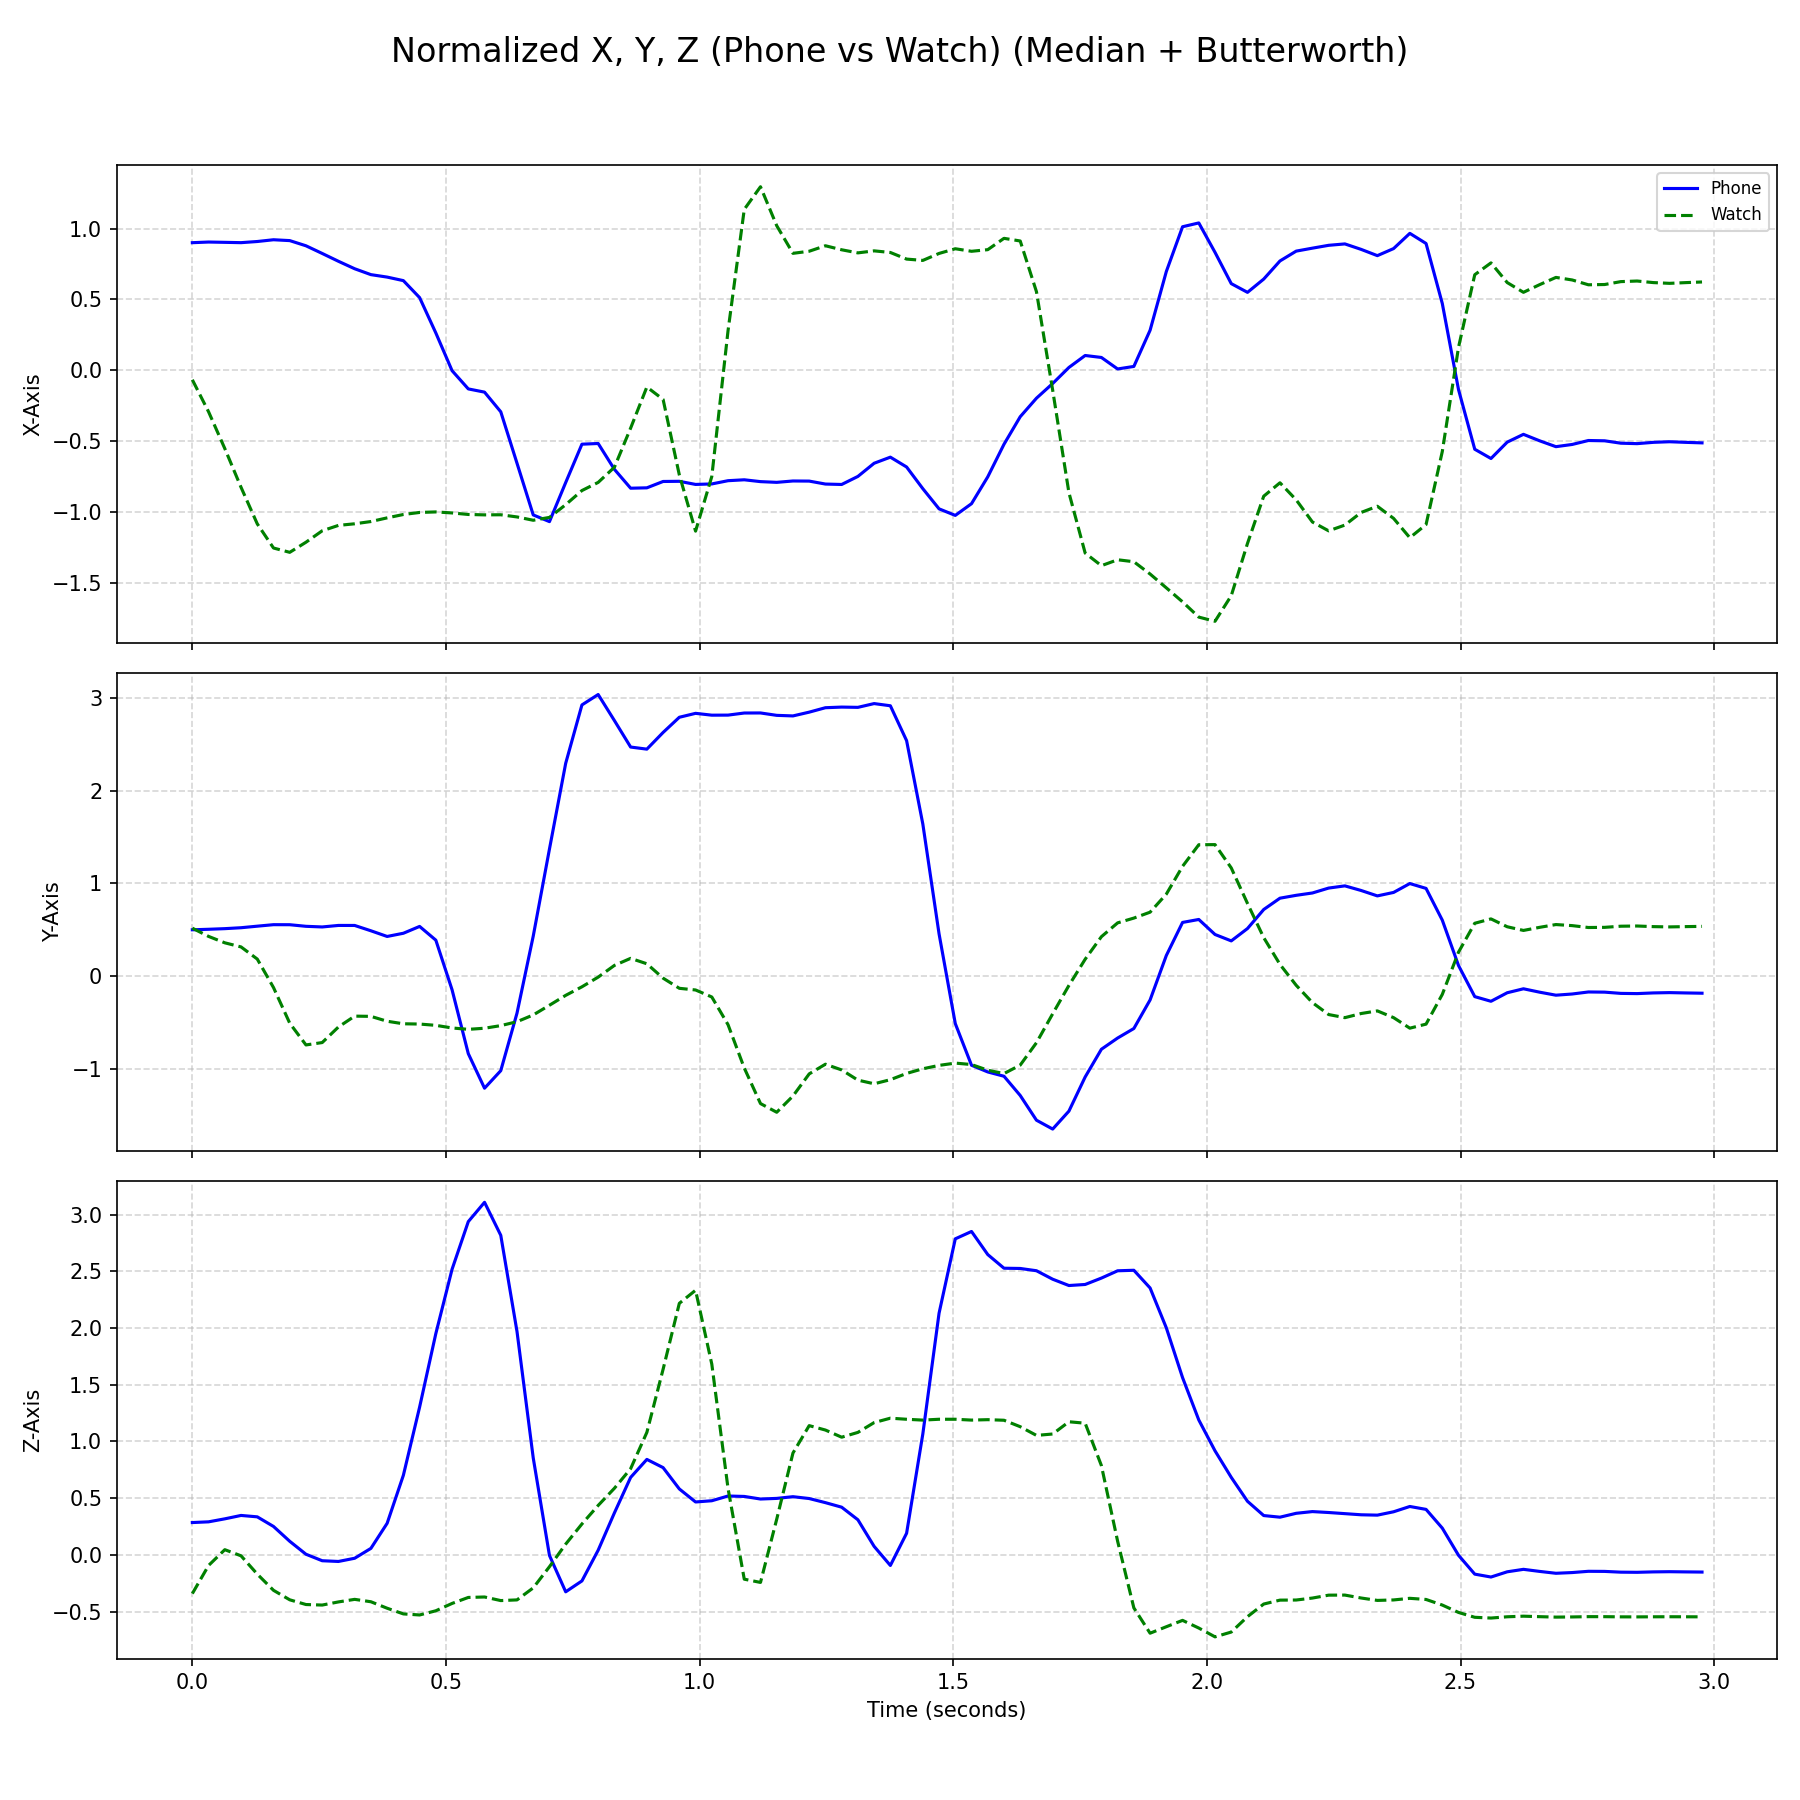 Normalized X, Y, Z (Phone vs Watch) (Median + Butterworth)
Phone
Watch
1.0
0.5
0.0
−0.5
−1.0
−1.5
X-Axis
3
2
1
0
−1
Y-Axis
3.0
2.5
2.0
1.5
1.0
0.5
0.0
−0.5
Z-Axis
0.0 0.5 1.0 1.5 2.0 2.5 3.0
Time (seconds)